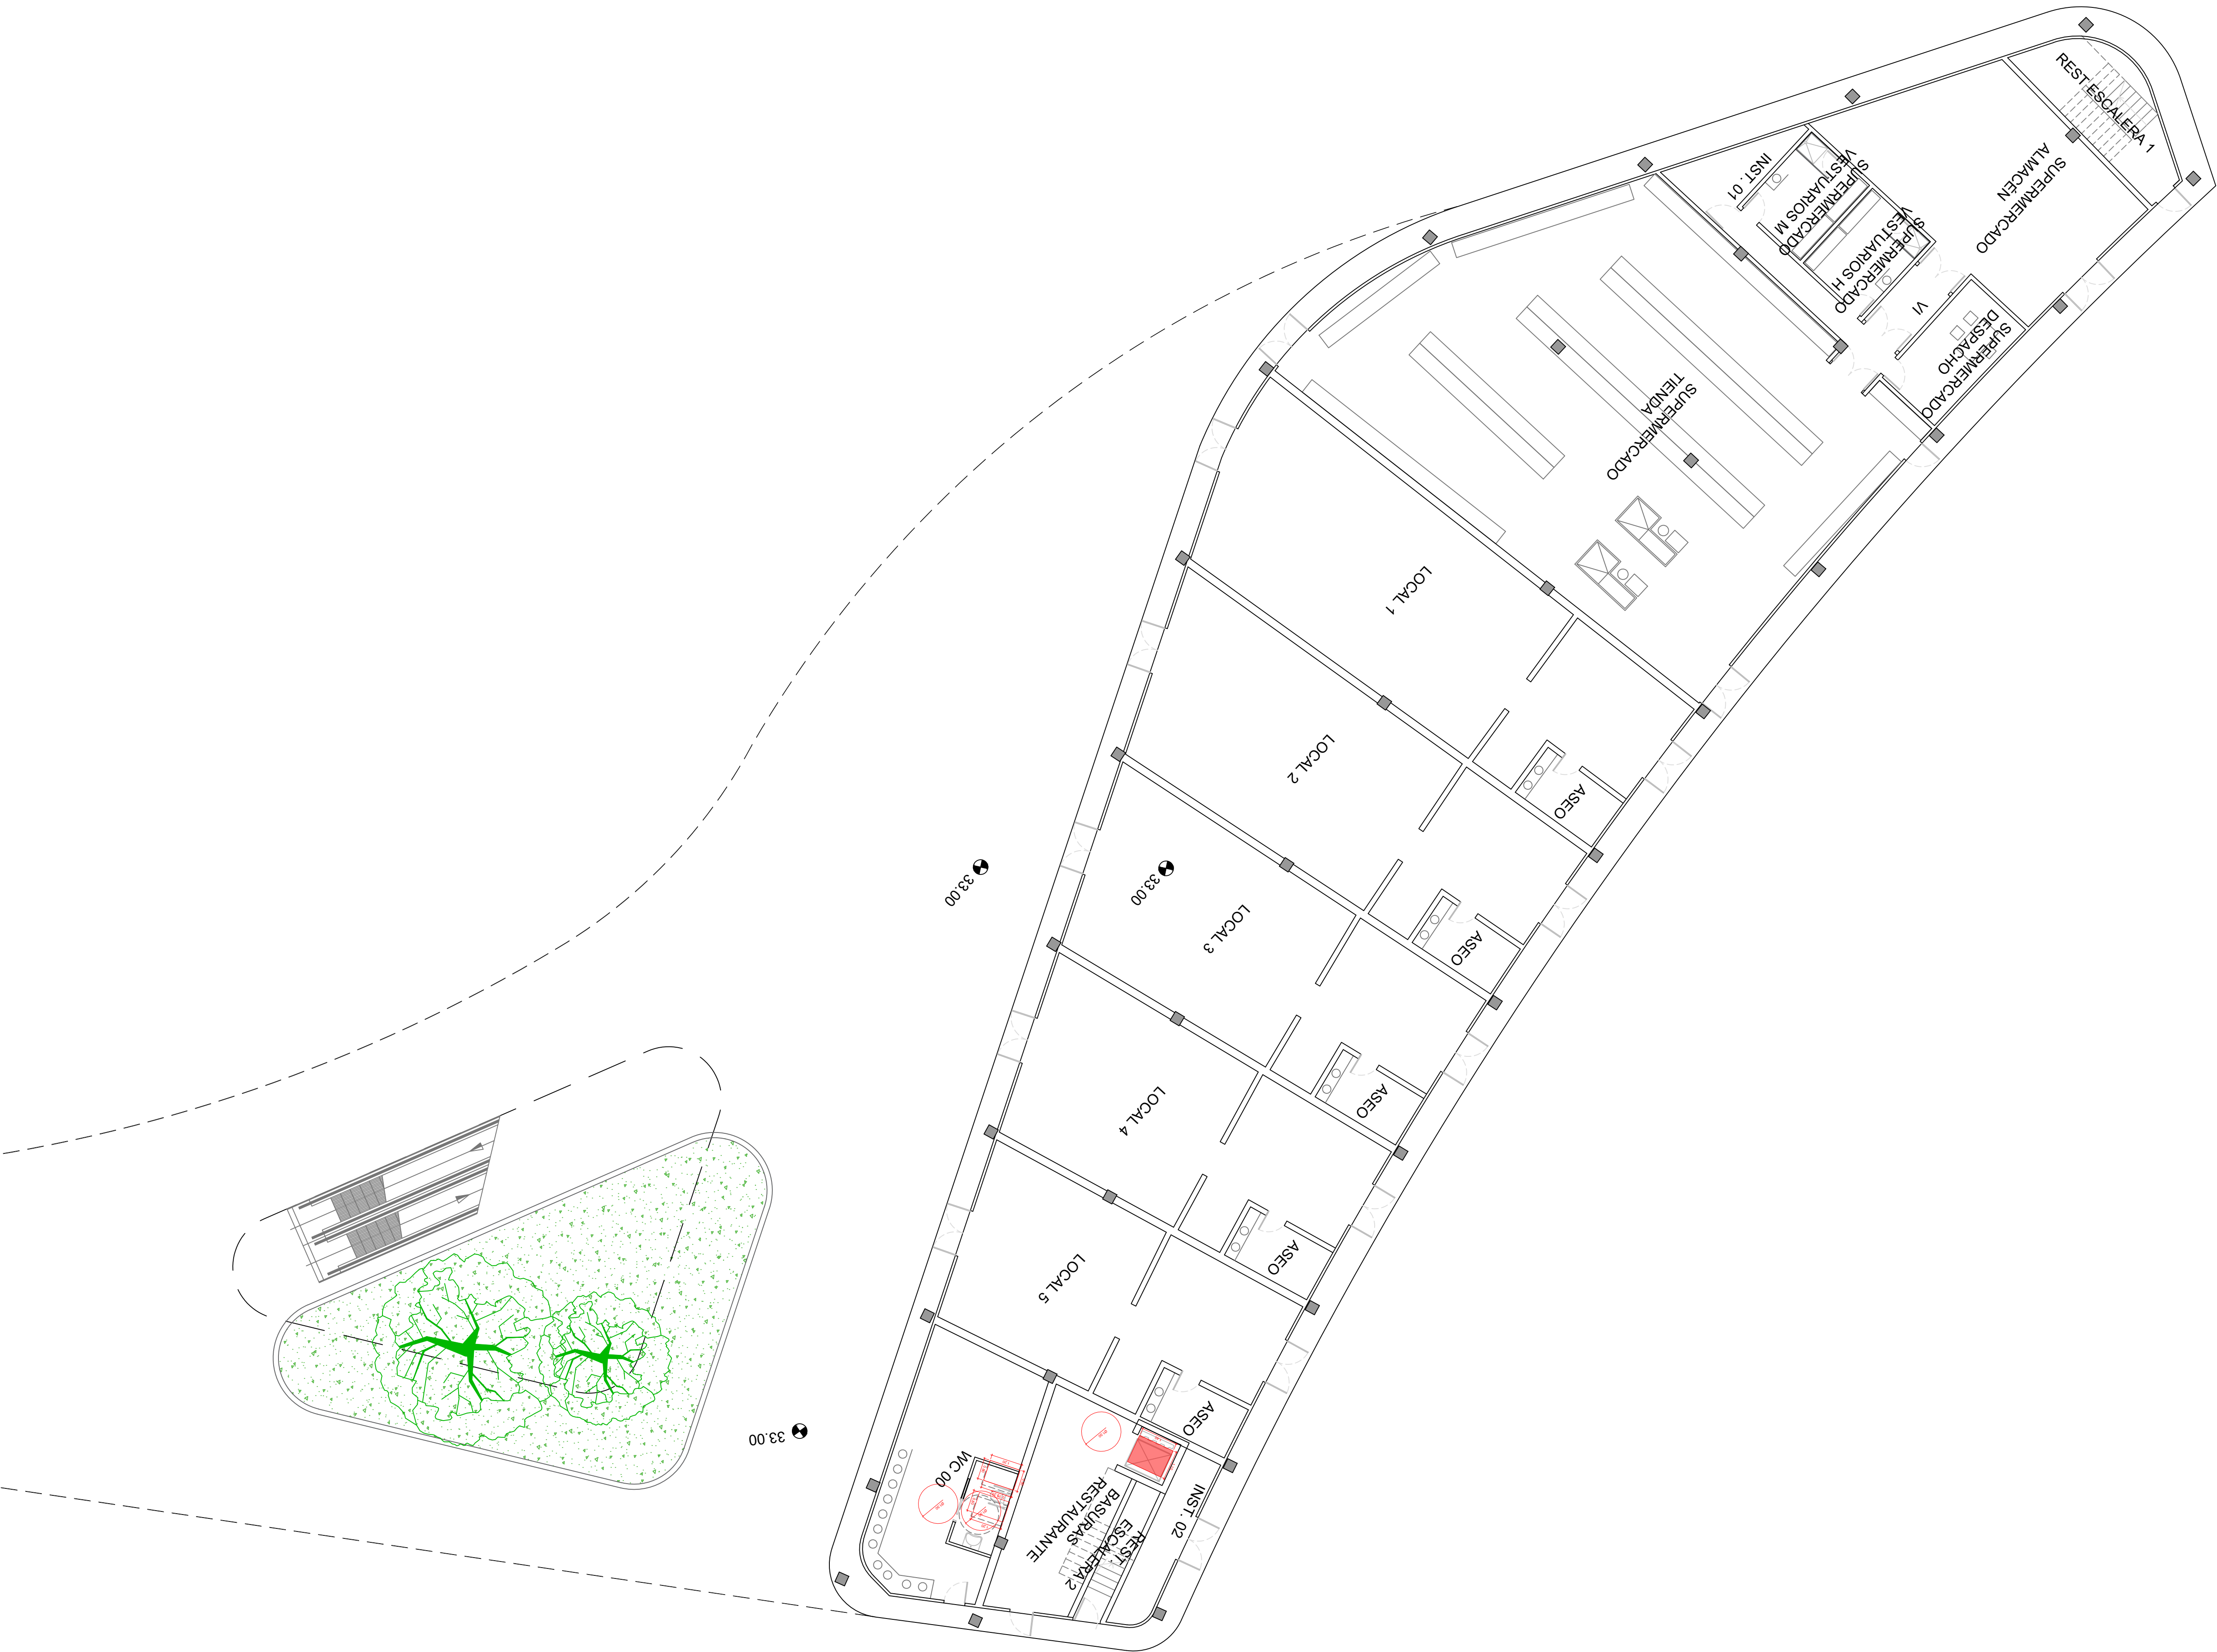 REST ESCALERA 1
SUPERMERCADO
ALMACÉN
INST. 01
SUPERMERCADO
VESTUARIOS M
SUPERMERCADO
VESTUARIOS H
VI
SUPERMERCADO
DESPACHO
SUPERMERCADO
TIENDA
LOCAL 1
LOCAL 2
LOCAL 3
LOCAL 4
LOCAL 5
ASEO
ASEO
ASEO
ASEO
ASEO
33.00
33.00
33.00
WC 00
RESTAURANTE
BASURAS
REST.
ESCALERA 2
INST. 02